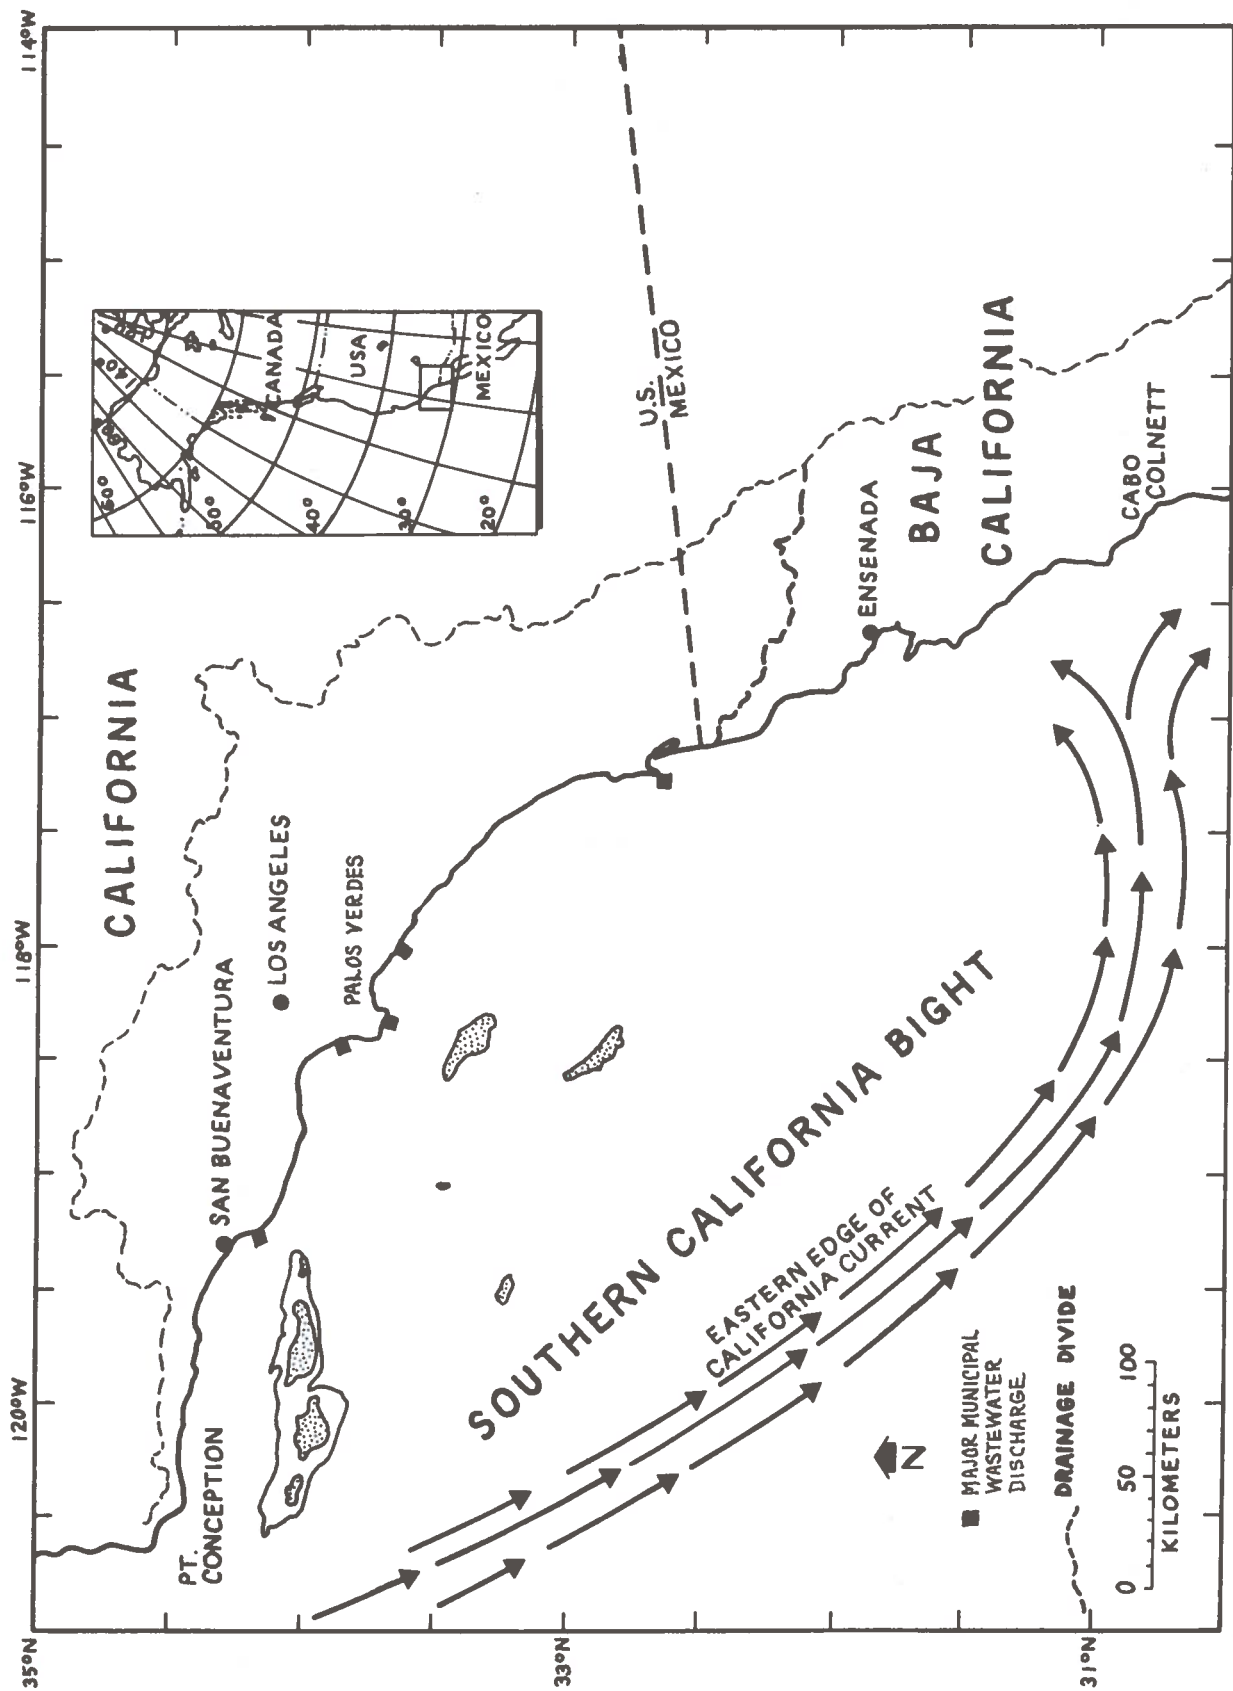 35°N
33°N
31°N
120°W
118°W
116°W
114°W
CALIFORNIA
PT.
CONCEPTION
SAN BUENAVENTURA
LOS ANGELES
PALOS VERDES
SOUTHERN CALIFORNIA BIGHT
EASTERN EDGE OF
CALIFORNIA CURRENT
U.S.
MEXICO
ENSENADA
BAJA
CALIFORNIA
CABO
COLNETT
N
MAJOR MUNICIPAL
WASTEWATER
DISCHARGE
DRAINAGE DIVIDE
0 50 100
KILOMETERS
60°
140°
50°
40°
30°
20°
CANADA
USA
MEXICO